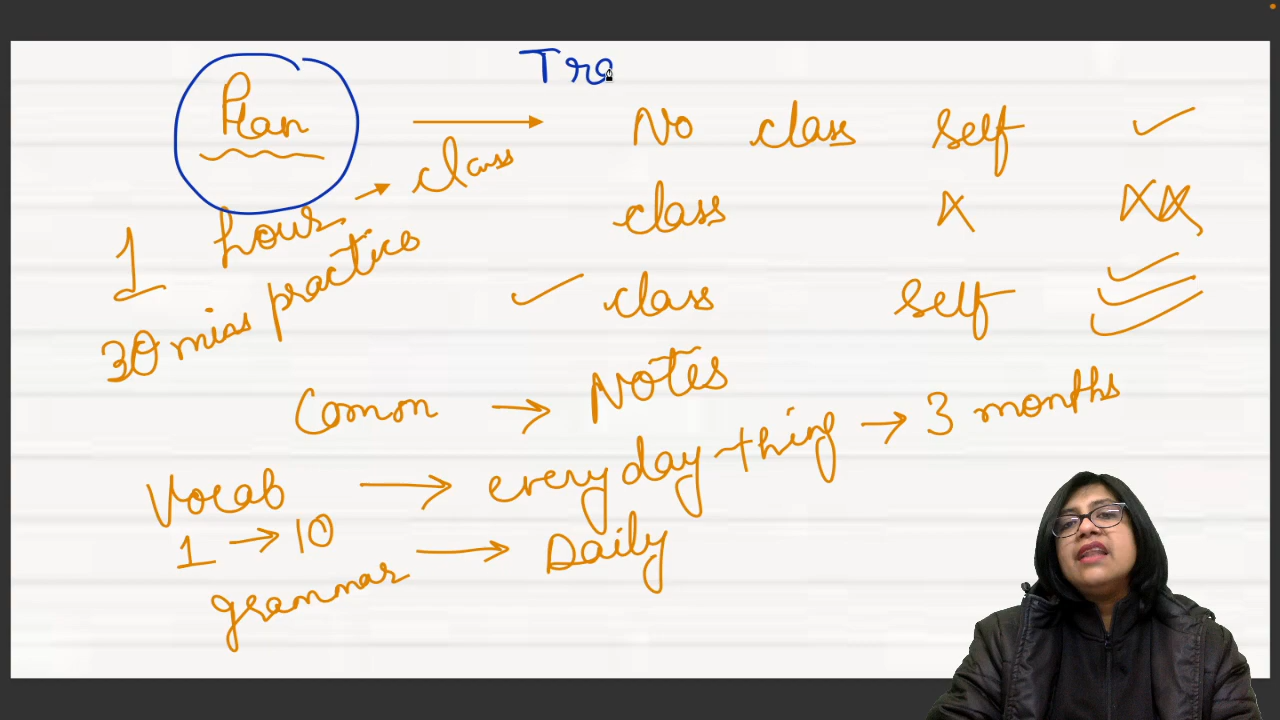 Tra
Plan → No class self ✓
1 hour → class
class x xx
30 mins practice
✓ class self ✓✓✓
Common → Notes
Vocab → everyday thing → 3 months
1 → 10
grammar → Daily